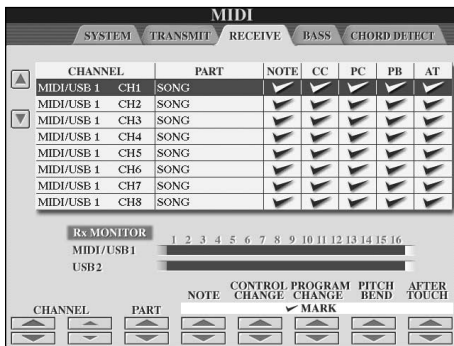 MIDI
SYSTEM TRANSMIT RECEIVE BASS CHORD DETECT
CHANNEL PART NOTE CC PC PB AT
MIDI/USB 1 CH1 SONG
MIDI/USB 1 CH2 SONG
MIDI/USB 1 CH3 SONG
MIDI/USB 1 CH4 SONG
MIDI/USB 1 CH5 SONG
MIDI/USB 1 CH6 SONG
MIDI/USB 1 CH7 SONG
MIDI/USB 1 CH8 SONG
Rx MONITOR 1 2 3 4 5 6 7 8 9 10 11 12 13 14 15 16
MIDI/USB1
USB2
CHANNEL PART NOTE CONTROL CHANGE PROGRAM CHANGE PITCH BEND AFTER TOUCH
MARK